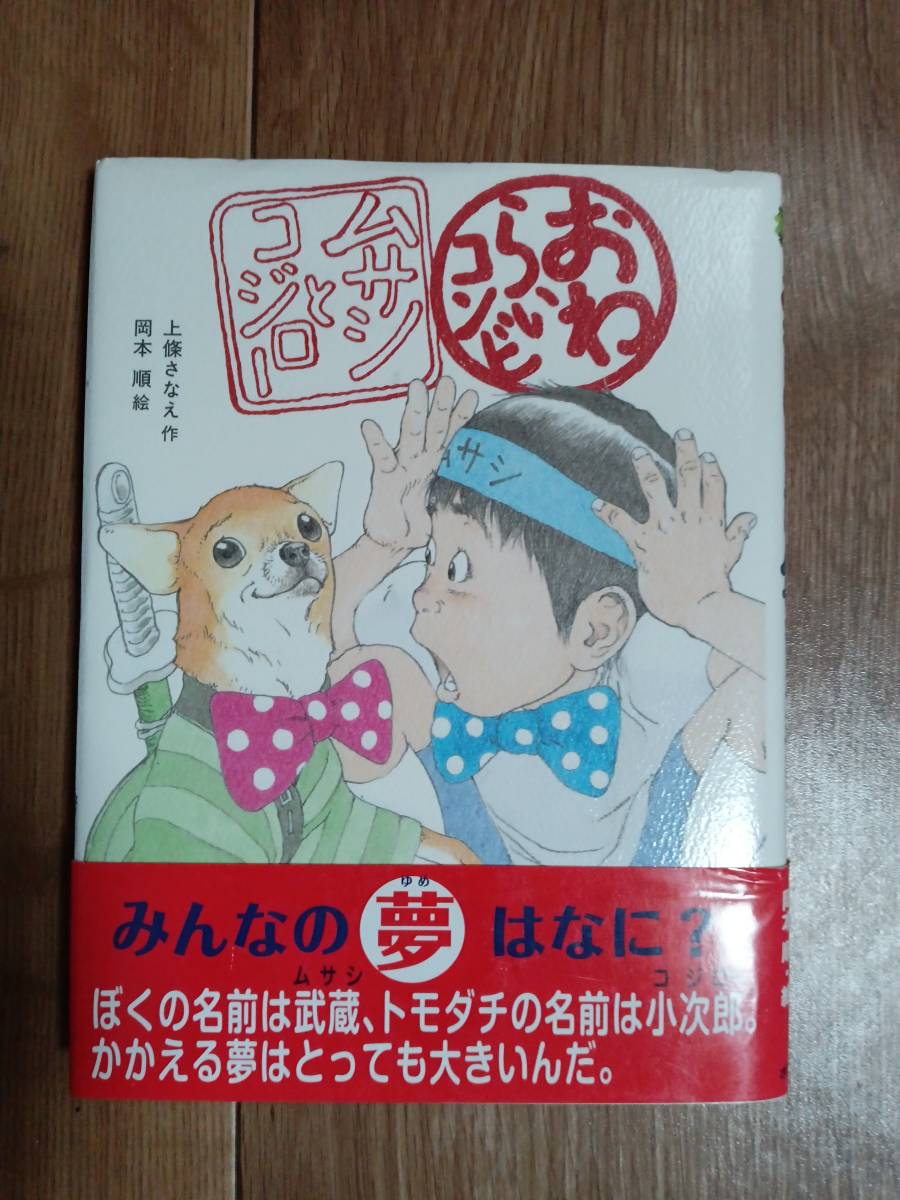 おわ
らい
コンビ
ムサシ
と
コジロー
上條さなえ 作
岡本 順 絵
ムサシ
ゆめ
みんなの夢はなに?
ムサシ
コジロ
ぼくの名前は武蔵、トモダチの名前は小次郎。
かかえる夢はとっても大きいんだ。